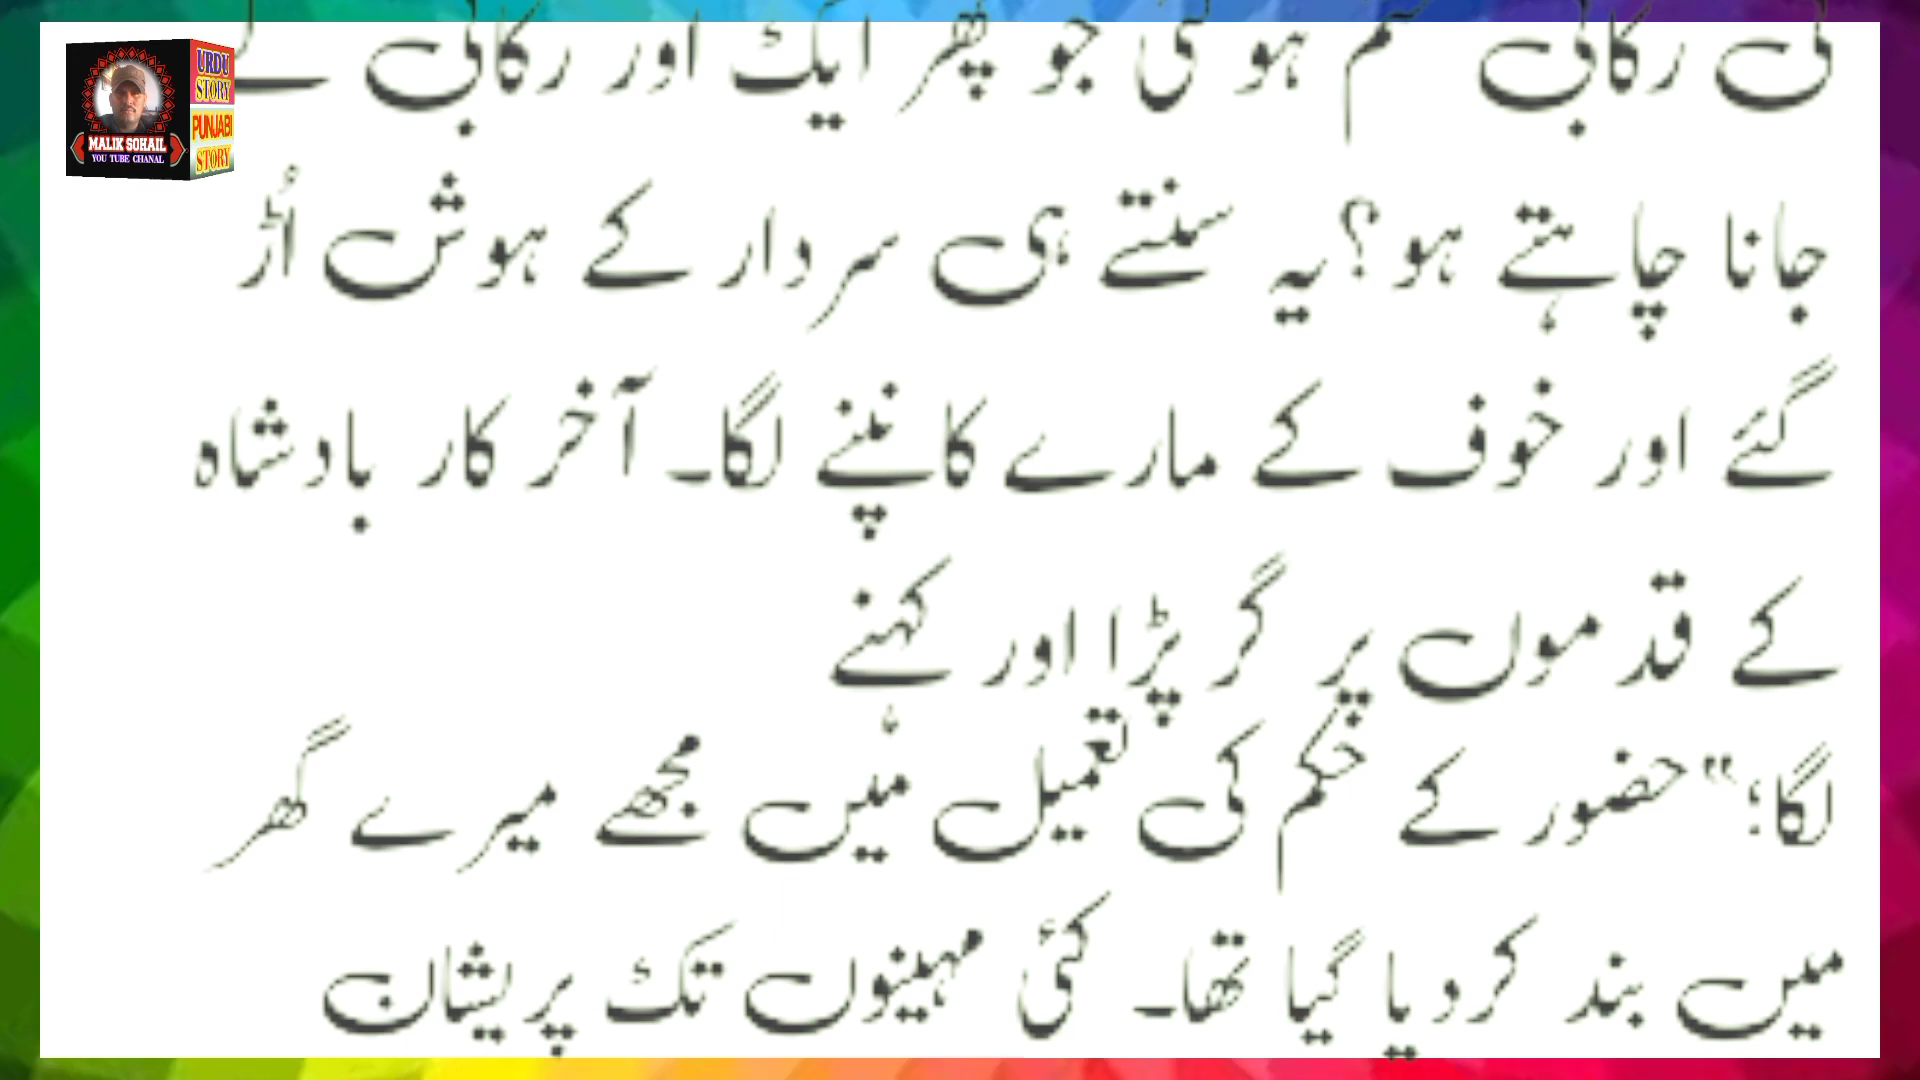 کی رکابی گم ہو گئی جو پھر ایک اور رکابی لے
جانا چاہتے ہو؟ یہ سنتے ہی سردار کے ہوش اُڑ
گئے اور خوف کے مارے کانپنے لگا۔ آخر کار بادشاہ
کے قدموں پر گر پڑا اور کہنے
لگا؛ "حضور کے حکم کی تعمیل میں مجھے میرے گھر
میں بند کردیا گیا تھا۔ کئی مہینوں تک پریشان
URDU
STORY
PUNJABI
STORY
MALIK SOHAIL
YOU TUBE CHANAL